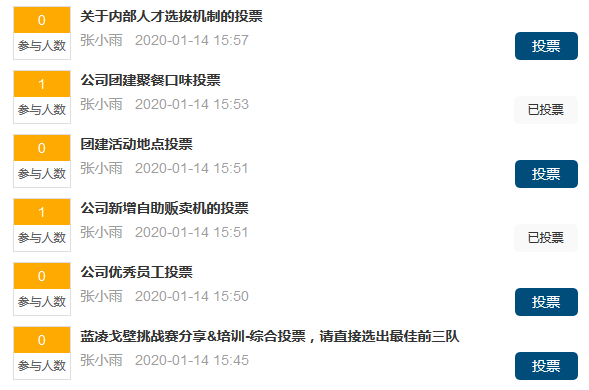 0
关于内部人才选拔机制的投票
参与人数
张小雨 2020-01-14 15:57
投票
1
公司团建聚餐口味投票
参与人数
张小雨 2020-01-14 15:53
已投票
0
团建活动地点投票
参与人数
张小雨 2020-01-14 15:51
投票
1
公司新增自助贩卖机的投票
参与人数
张小雨 2020-01-14 15:51
已投票
0
公司优秀员工投票
参与人数
张小雨 2020-01-14 15:50
投票
0
蓝凌戈壁挑战赛分享&培训-综合投票，请直接选出最佳前三队
参与人数
张小雨 2020-01-14 15:45
投票